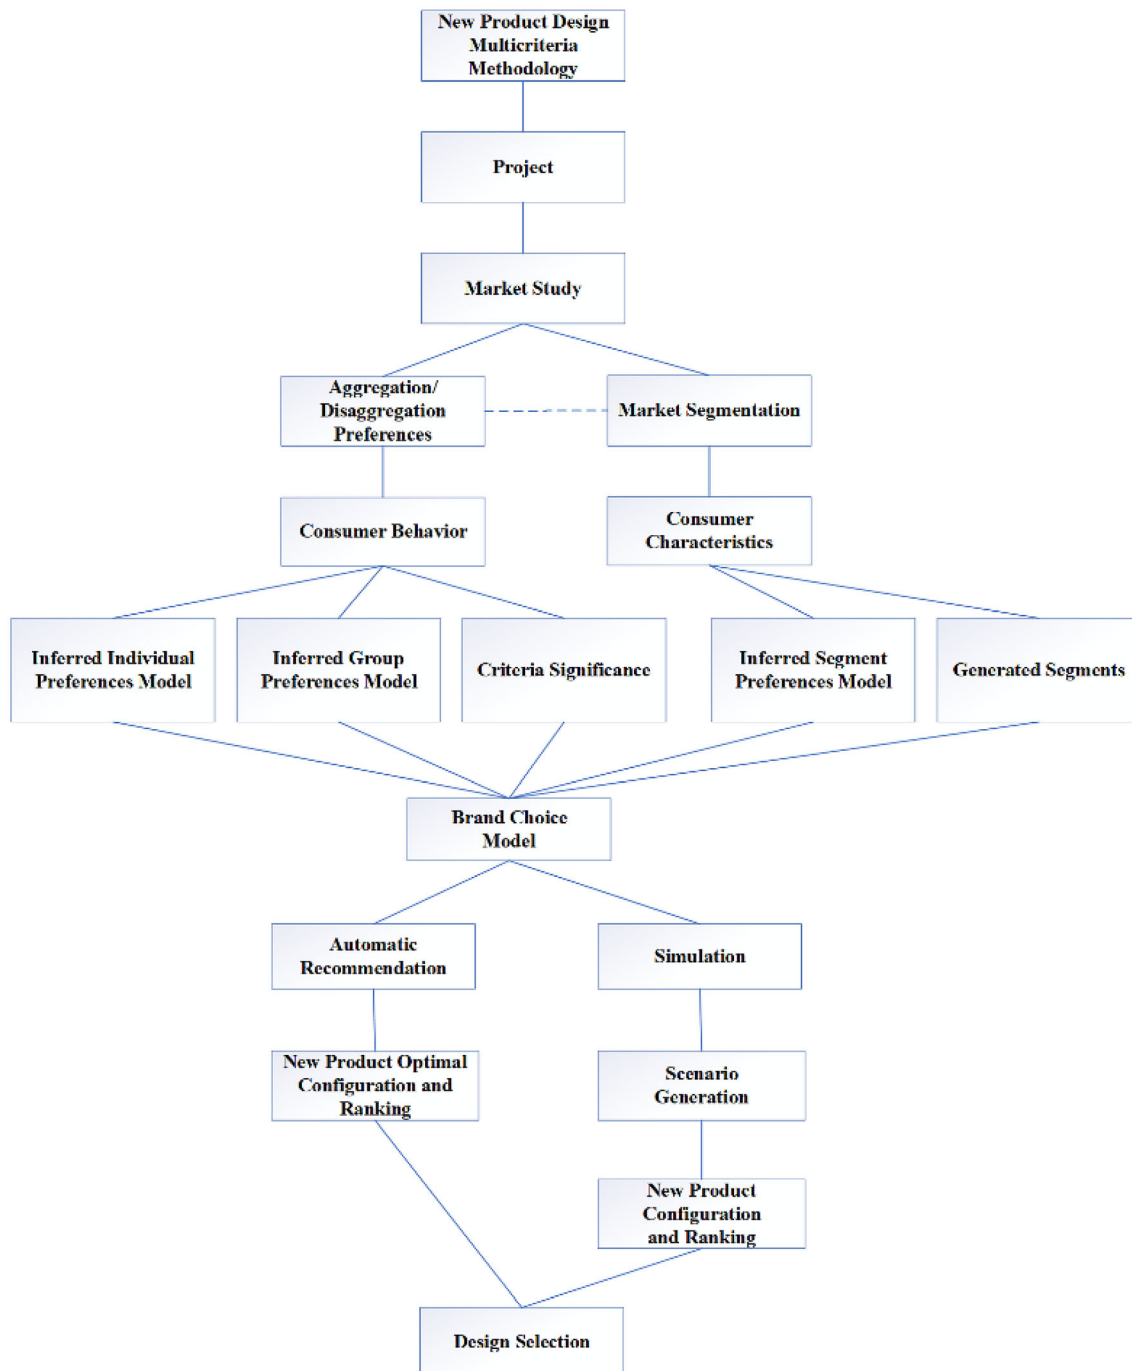 New Product Design
Multicriteria
Methodology
Project
Market Study
Aggregation/
Disaggregation
Preferences
Market Segmentation
Consumer Behavior
Consumer
Characteristics
Inferred Individual
Preferences Model
Inferred Group
Preferences Model
Criteria Significance
Inferred Segment
Preferences Model
Generated Segments
Brand Choice
Model
Automatic
Recommendation
Simulation
New Product Optimal
Configuration and
Ranking
Scenario
Generation
New Product
Configuration
and Ranking
Design Selection